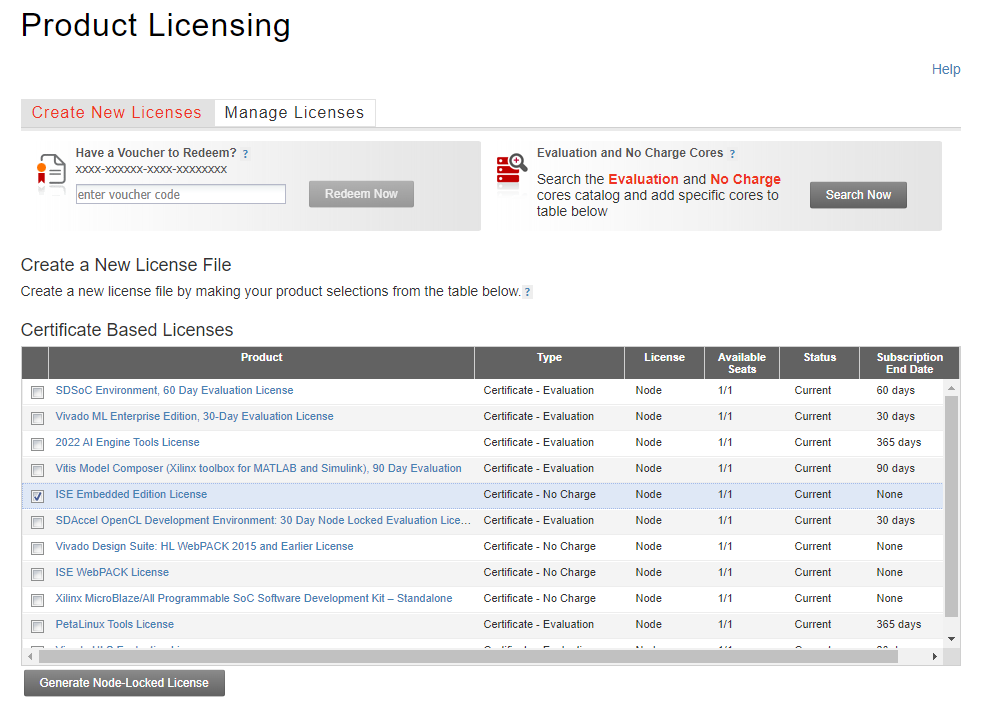 Product Licensing
Help
Create New Licenses
Manage Licenses
Have a Voucher to Redeem? ?
xxxx-xxxxxx-xxxx-xxxxxxxx
enter voucher code
Redeem Now
Evaluation and No Charge Cores ?
Search the Evaluation and No Charge
cores catalog and add specific cores to
table below
Search Now
Create a New License File
Create a new license file by making your product selections from the table below. ?
Certificate Based Licenses
Product Type License Available Seats Status Subscription End Date
SDSoC Environment, 60 Day Evaluation License Certificate - Evaluation Node 1/1 Current 60 days
Vivado ML Enterprise Edition, 30-Day Evaluation License Certificate - Evaluation Node 1/1 Current 30 days
2022 AI Engine Tools License Certificate - Evaluation Node 1/1 Current 365 days
Vitis Model Composer (Xilinx toolbox for MATLAB and Simulink), 90 Day Evaluation Certificate - Evaluation Node 1/1 Current 90 days
ISE Embedded Edition License Certificate - No Charge Node 1/1 Current None
SDAccel OpenCL Development Environment: 30 Day Node Locked Evaluation Lice... Certificate - Evaluation Node 1/1 Current 30 days
Vivado Design Suite: HL WebPACK 2015 and Earlier License Certificate - No Charge Node 1/1 Current None
ISE WebPACK License Certificate - No Charge Node 1/1 Current None
Xilinx MicroBlaze/All Programmable SoC Software Development Kit – Standalone Certificate - No Charge Node 1/1 Current None
PetaLinux Tools License Certificate - Evaluation Node 1/1 Current 365 days
Generate Node-Locked License